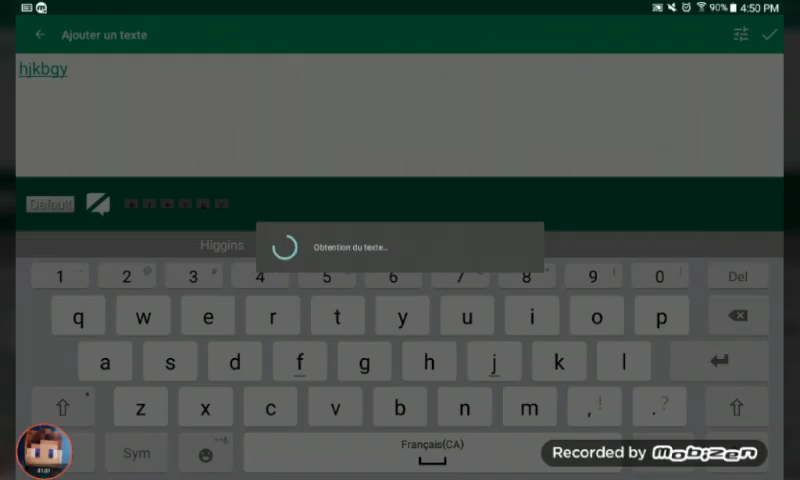 90% 4:50 PM
Ajouter un texte
hjkbgy
Default
Higgins
Obtention du texte...
1 2 3 4 5 6 7 8 9 0 Del
q w e r t y u i o p
a s d f g h j k l
z x c v b n m , ! . ?
Sym Français(CA)
Recorded by mobizen